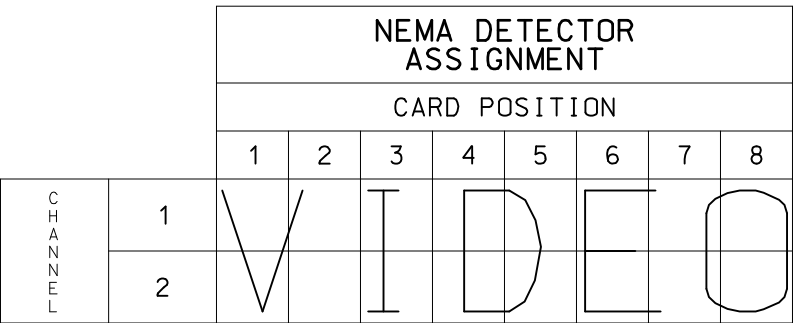 NEMA DETECTOR
ASSIGNMENT
CARD POSITION
1 2 3 4 5 6 7 8
CHANNEL
1
2
VIDEO